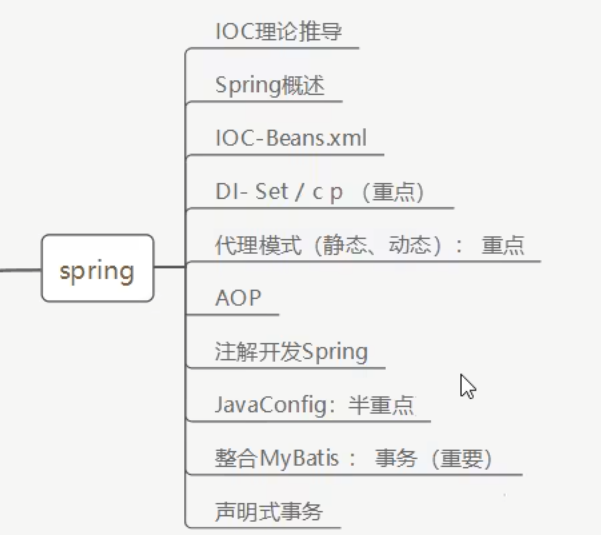 IOC理论推导
Spring概述
IOC-Beans.xml
DI- Set / c p （重点）
代理模式（静态、动态）： 重点
spring
AOP
注解开发Spring
JavaConfig：半重点
整合MyBatis ： 事务（重要）
声明式事务